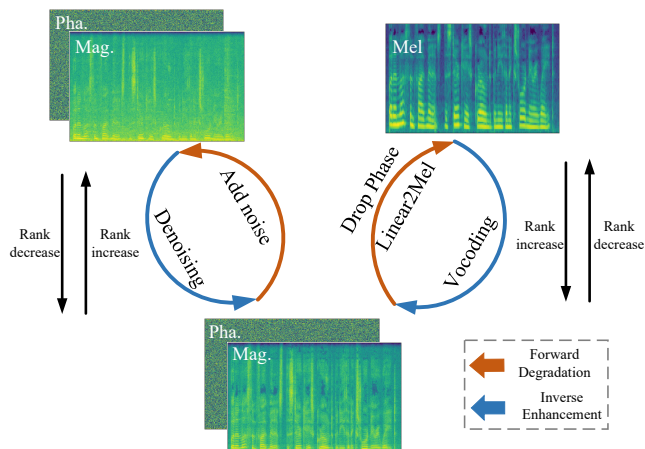 Pha.
Mag.
Mel
Add noise
Denoising
Drop Phase
Linear2Mel
Vocoding
Rank
decrease
Rank
increase
Rank
increase
Rank
decrease
Pha.
Mag.
Forward
Degradation
Inverse
Enhancement